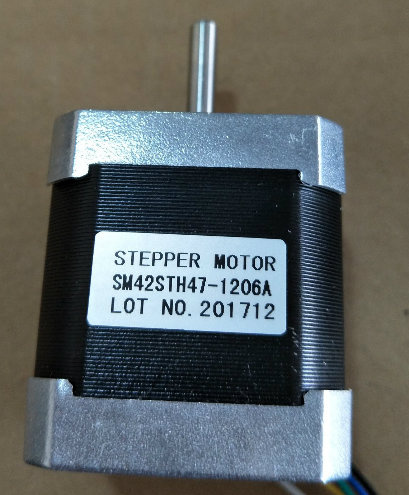 STEPPER MOTOR
SM42STH47-1206A
LOT NO.201712